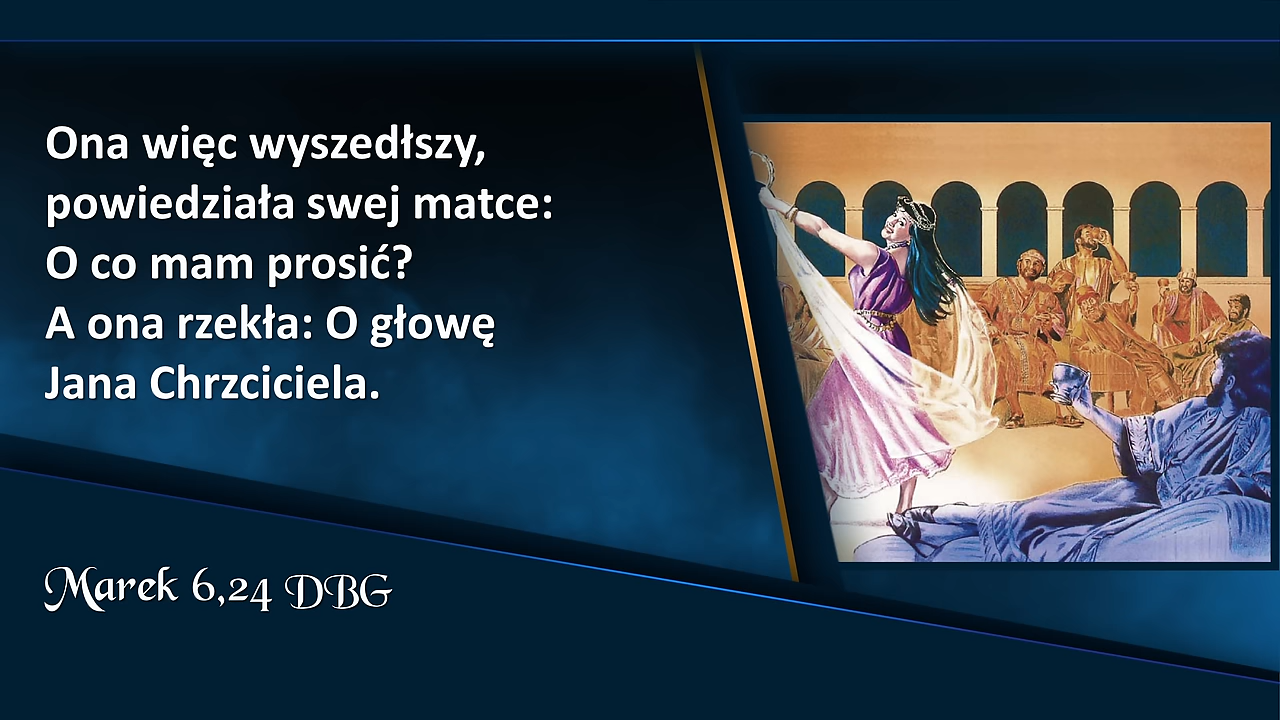 Ona więc wyszedłszy,
powiedziała swej matce:
O co mam prosić?
A ona rzekła: O głowę
Jana Chrzciciela.
Marek 6,24 DBG